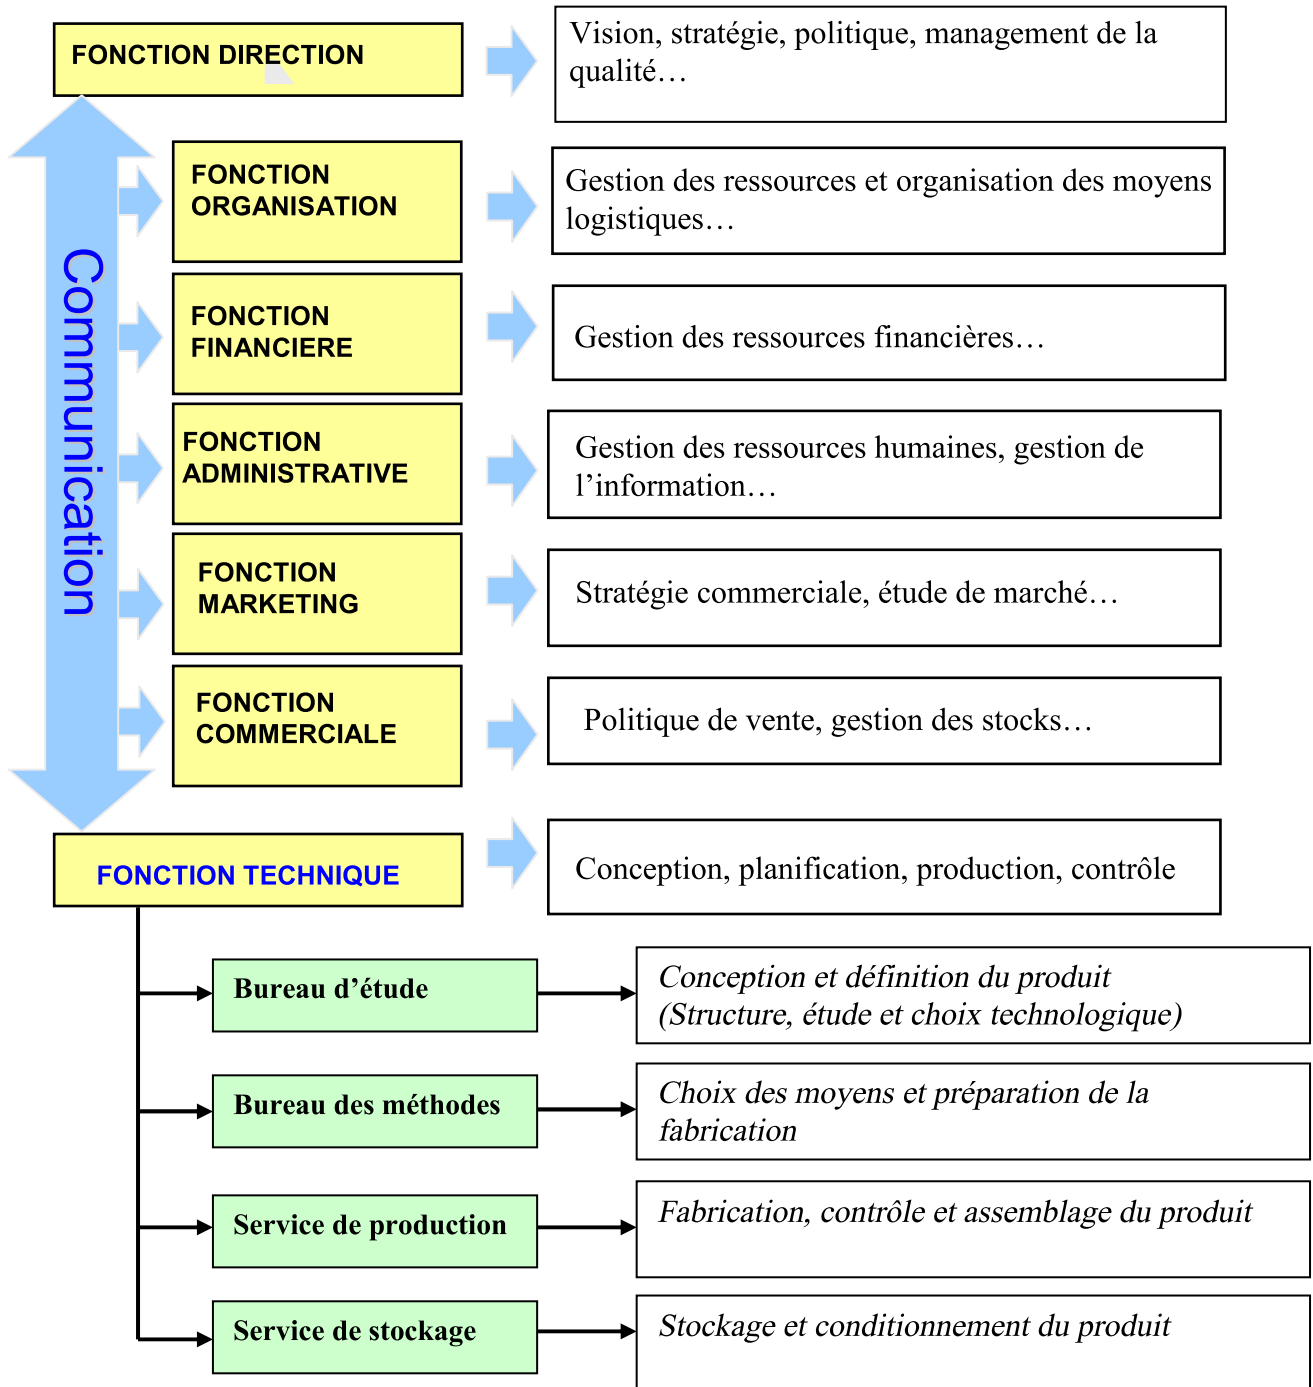 FONCTION DIRECTION
Vision, stratégie, politique, management de la
qualité…
Communication
FONCTION
ORGANISATION
Gestion des ressources et organisation des moyens
logistiques…
FONCTION
FINANCIERE
Gestion des ressources financières…
FONCTION
ADMINISTRATIVE
Gestion des ressources humaines, gestion de
l’information…
FONCTION
MARKETING
Stratégie commerciale, étude de marché…
FONCTION
COMMERCIALE
Politique de vente, gestion des stocks…
FONCTION TECHNIQUE
Conception, planification, production, contrôle
Bureau d’étude
Conception et définition du produit
(Structure, étude et choix technologique)
Bureau des méthodes
Choix des moyens et préparation de la
fabrication
Service de production
Fabrication, contrôle et assemblage du produit
Service de stockage
Stockage et conditionnement du produit